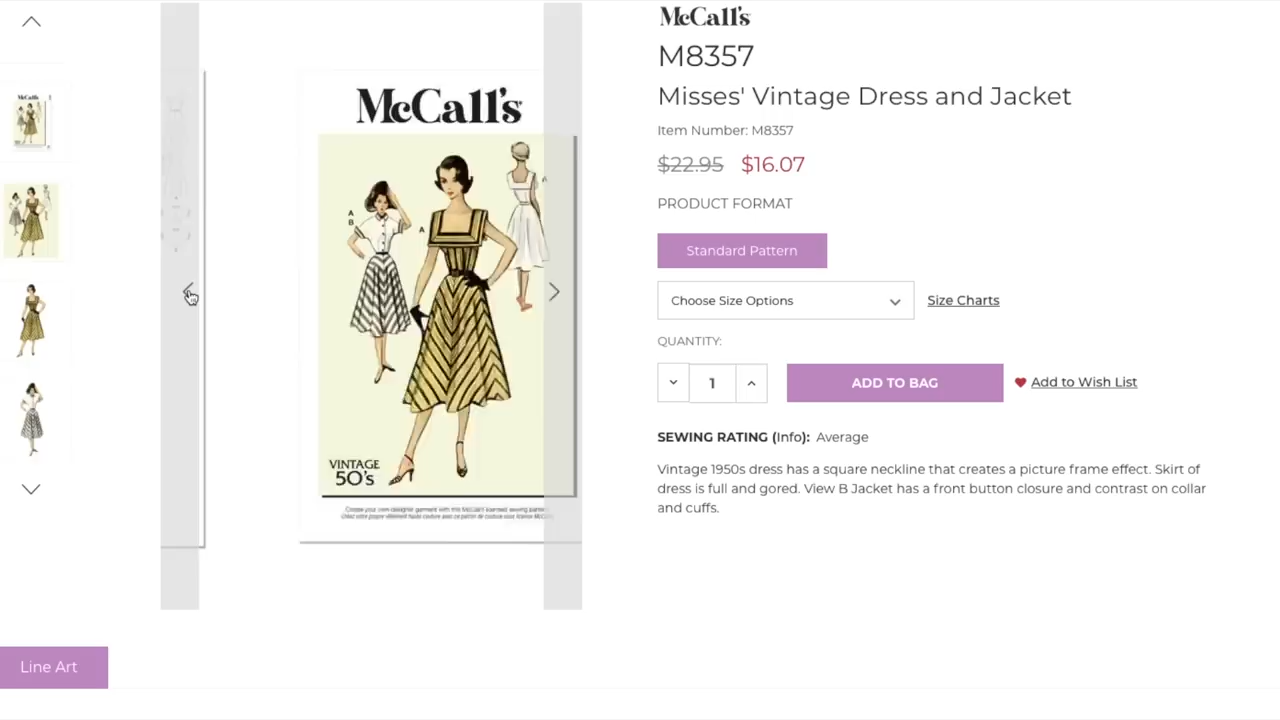 McCall's
M8357
Misses' Vintage Dress and Jacket
Item Number: M8357
$22.95 $16.07
PRODUCT FORMAT
Standard Pattern
Choose Size Options
Size Charts
QUANTITY:
1
ADD TO BAG
Add to Wish List
SEWING RATING (Info): Average
Vintage 1950s dress has a square neckline that creates a picture frame effect. Skirt of
dress is full and gored. View B Jacket has a front button closure and contrast on collar
and cuffs.
McCall's
A
B
A
A
VINTAGE
50's
Line Art